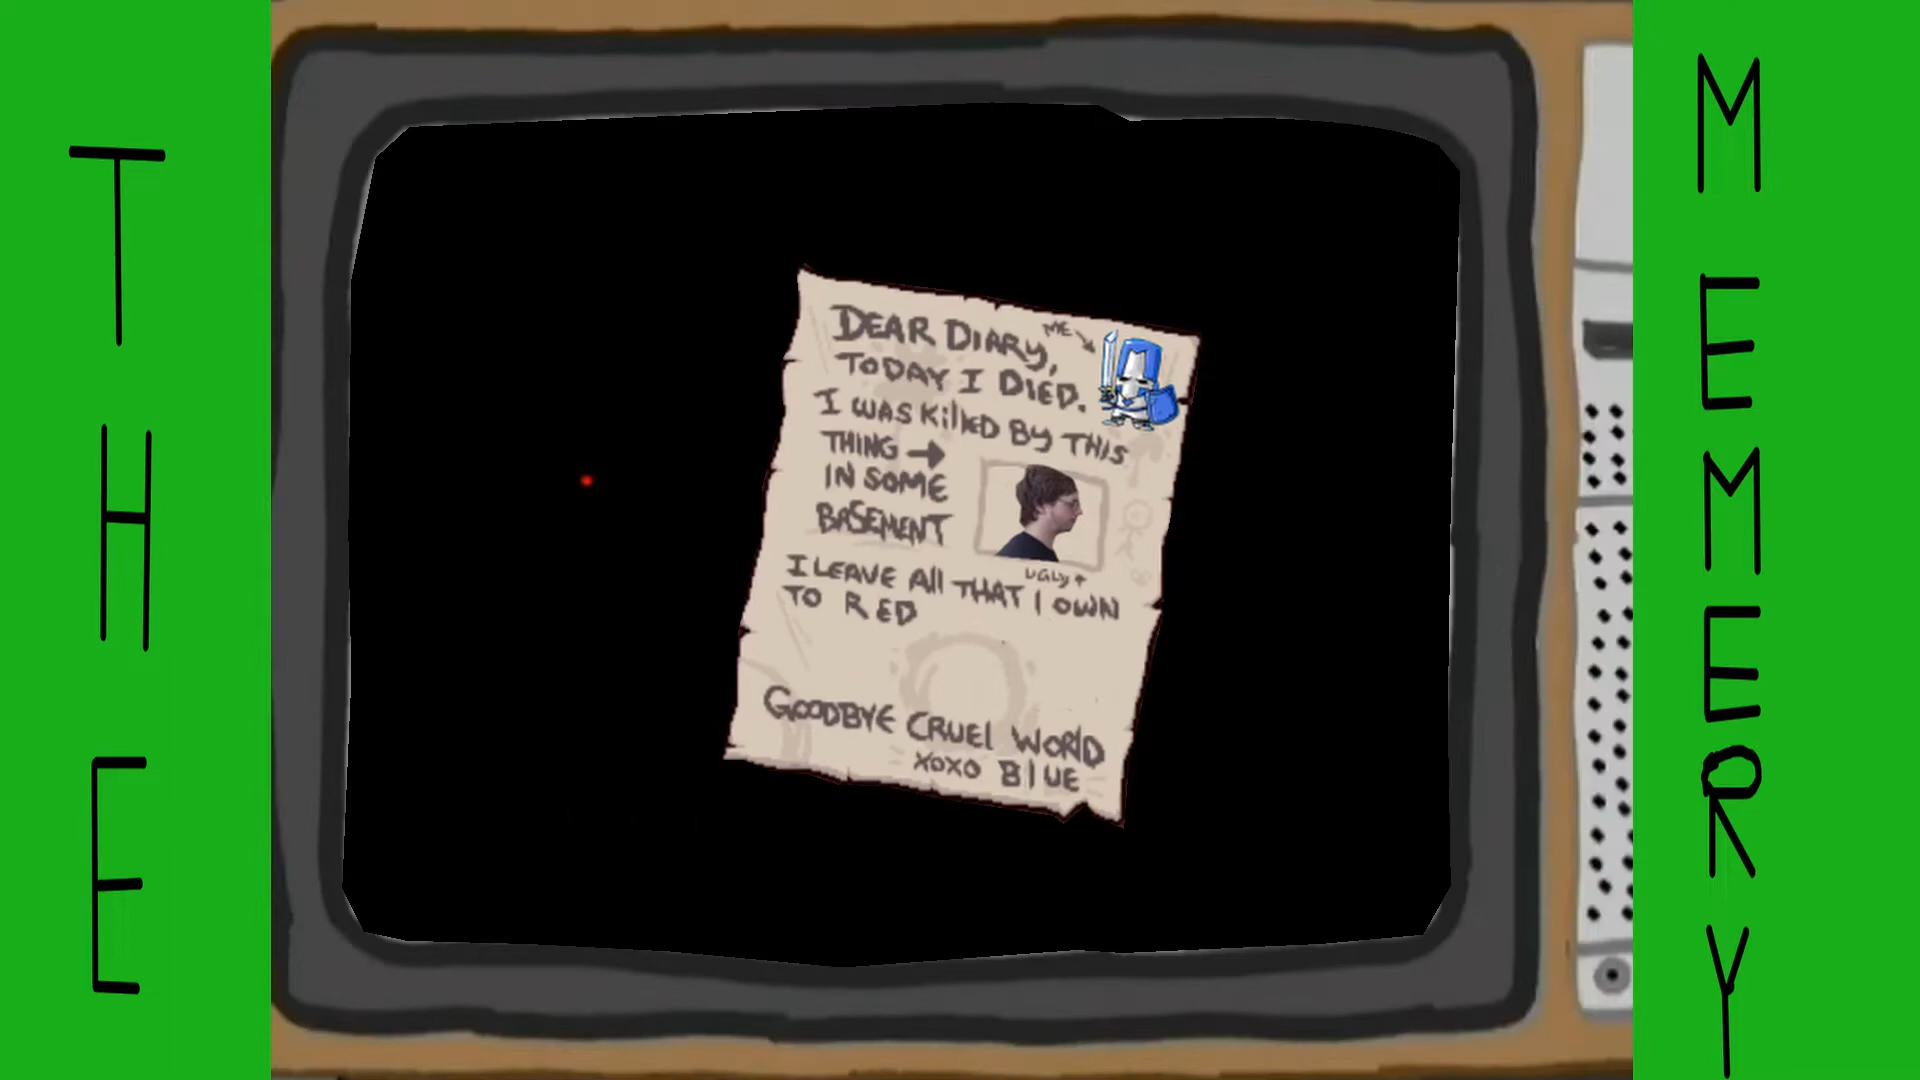 THE
MEMERY
DEAR DIARY,
ME
TODAY I DIED.
I WAS KillED BY THIS
THING →
IN SOME
BASEMENT
UGLY
I LEAVE All THAT I OWN
TO RED
GOODBYE CRUEl WORlD
XOXO BlUE